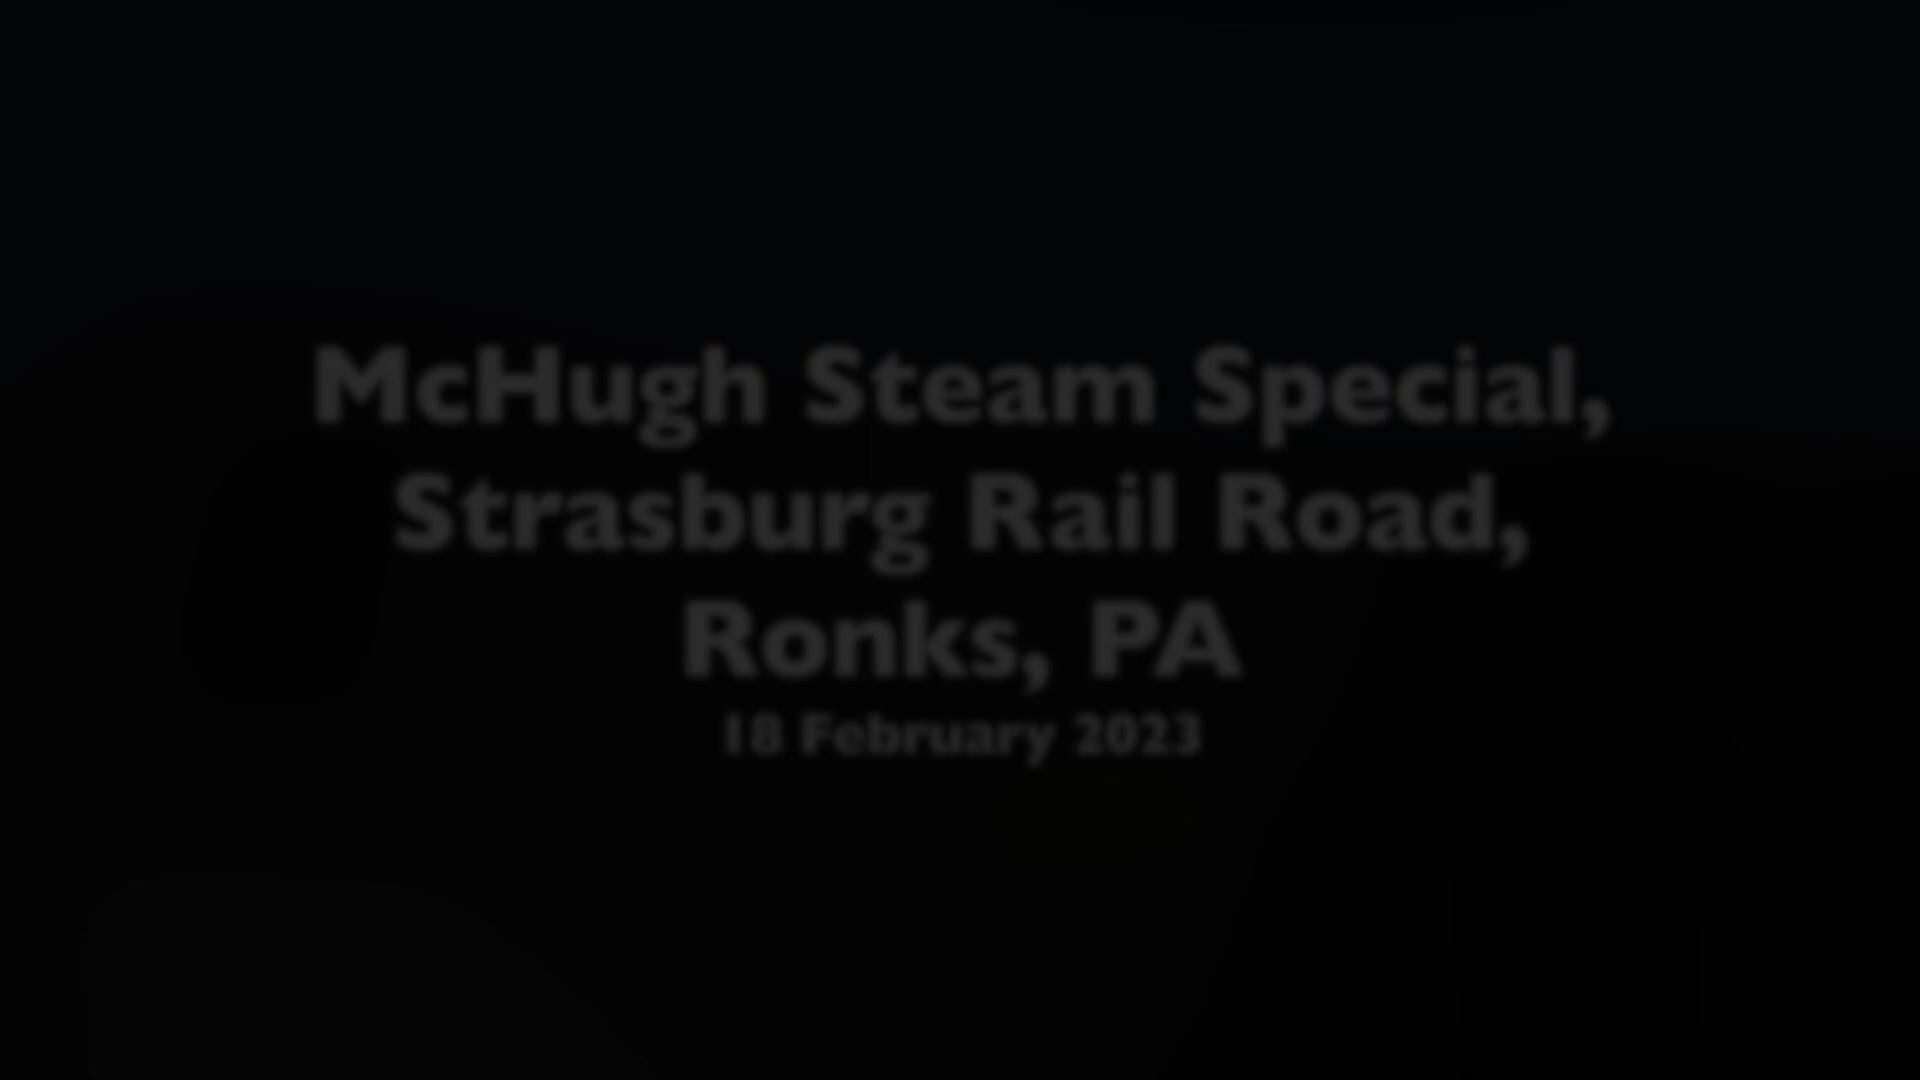 McHugh Steam Special,
Strasburg Rail Road,
Ronks, PA
18 February 2023